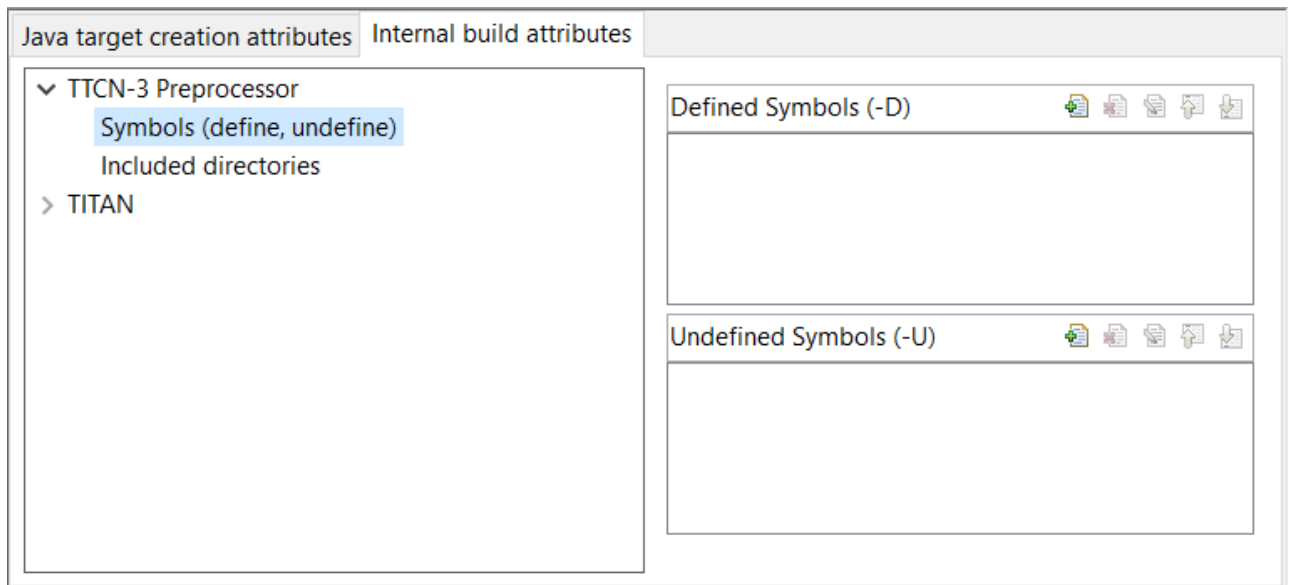 Java target creation attributes
Internal build attributes
TTCN-3 Preprocessor
Symbols (define, undefine)
Included directories
TITAN
Defined Symbols (-D)
Undefined Symbols (-U)